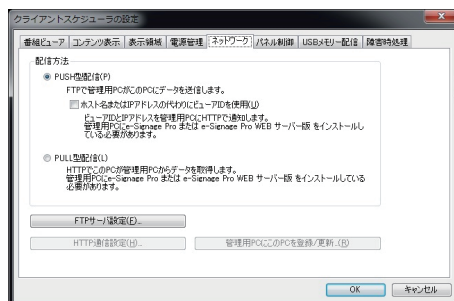 クライアントスケジューラの設定
番組ビューア コンテンツ表示 表示領域 電源管理 ネットワーク パネル制御 USBメモリー配信 障害時処理
配信方法
PUSH型配信(P)
FTPで管理用PCがこのPCにデータを送信します。
ホスト名またはIPアドレスの代わりにビューアIDを使用(U)
ビューアIDとIPアドレスを管理用PCにHTTPで通知します。
管理用PCにe-Signage Pro または e-Signage Pro WEB サーバー版 をインストールし
ている必要があります。
PULL型配信(L)
HTTPでこのPCが管理用PCからデータを取得します。
管理用PCにe-Signage Pro または e-Signage Pro WEB サーバー版 をインストールしている
必要があります。
FTPサーバ設定(F)...
HTTP通信設定(H)... 管理用PCにこのPCを登録/更新...(R)
OK キャンセル